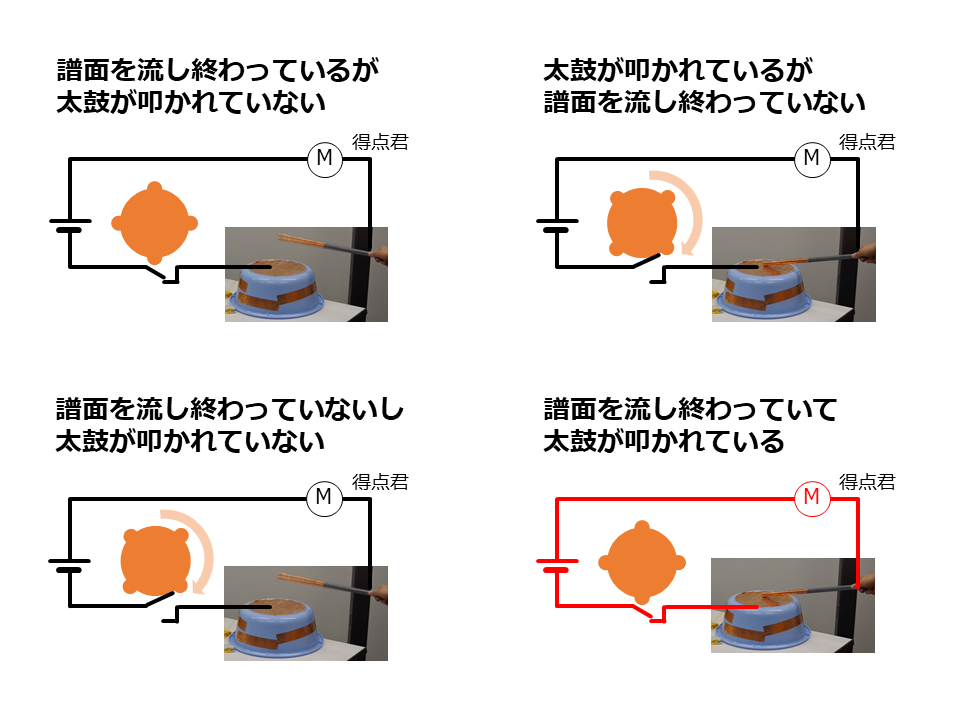 譜面を流し終わっているが
太鼓が叩かれていない
得点君
M
太鼓が叩かれているが
譜面を流し終わっていない
得点君
M
譜面を流し終わっていないし
太鼓が叩かれていない
得点君
M
譜面を流し終わっていて
太鼓が叩かれている
得点君
M